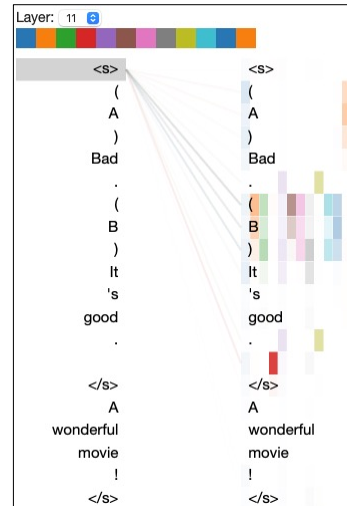 Layer: 11
<s>
(
A
)
Bad
.
(
B
)
It
's
good
.
</s>
A
wonderful
movie
!
</s>
<s>
(
A
)
Bad
.
(
B
)
It
's
good
.
</s>
A
wonderful
movie
!
</s>